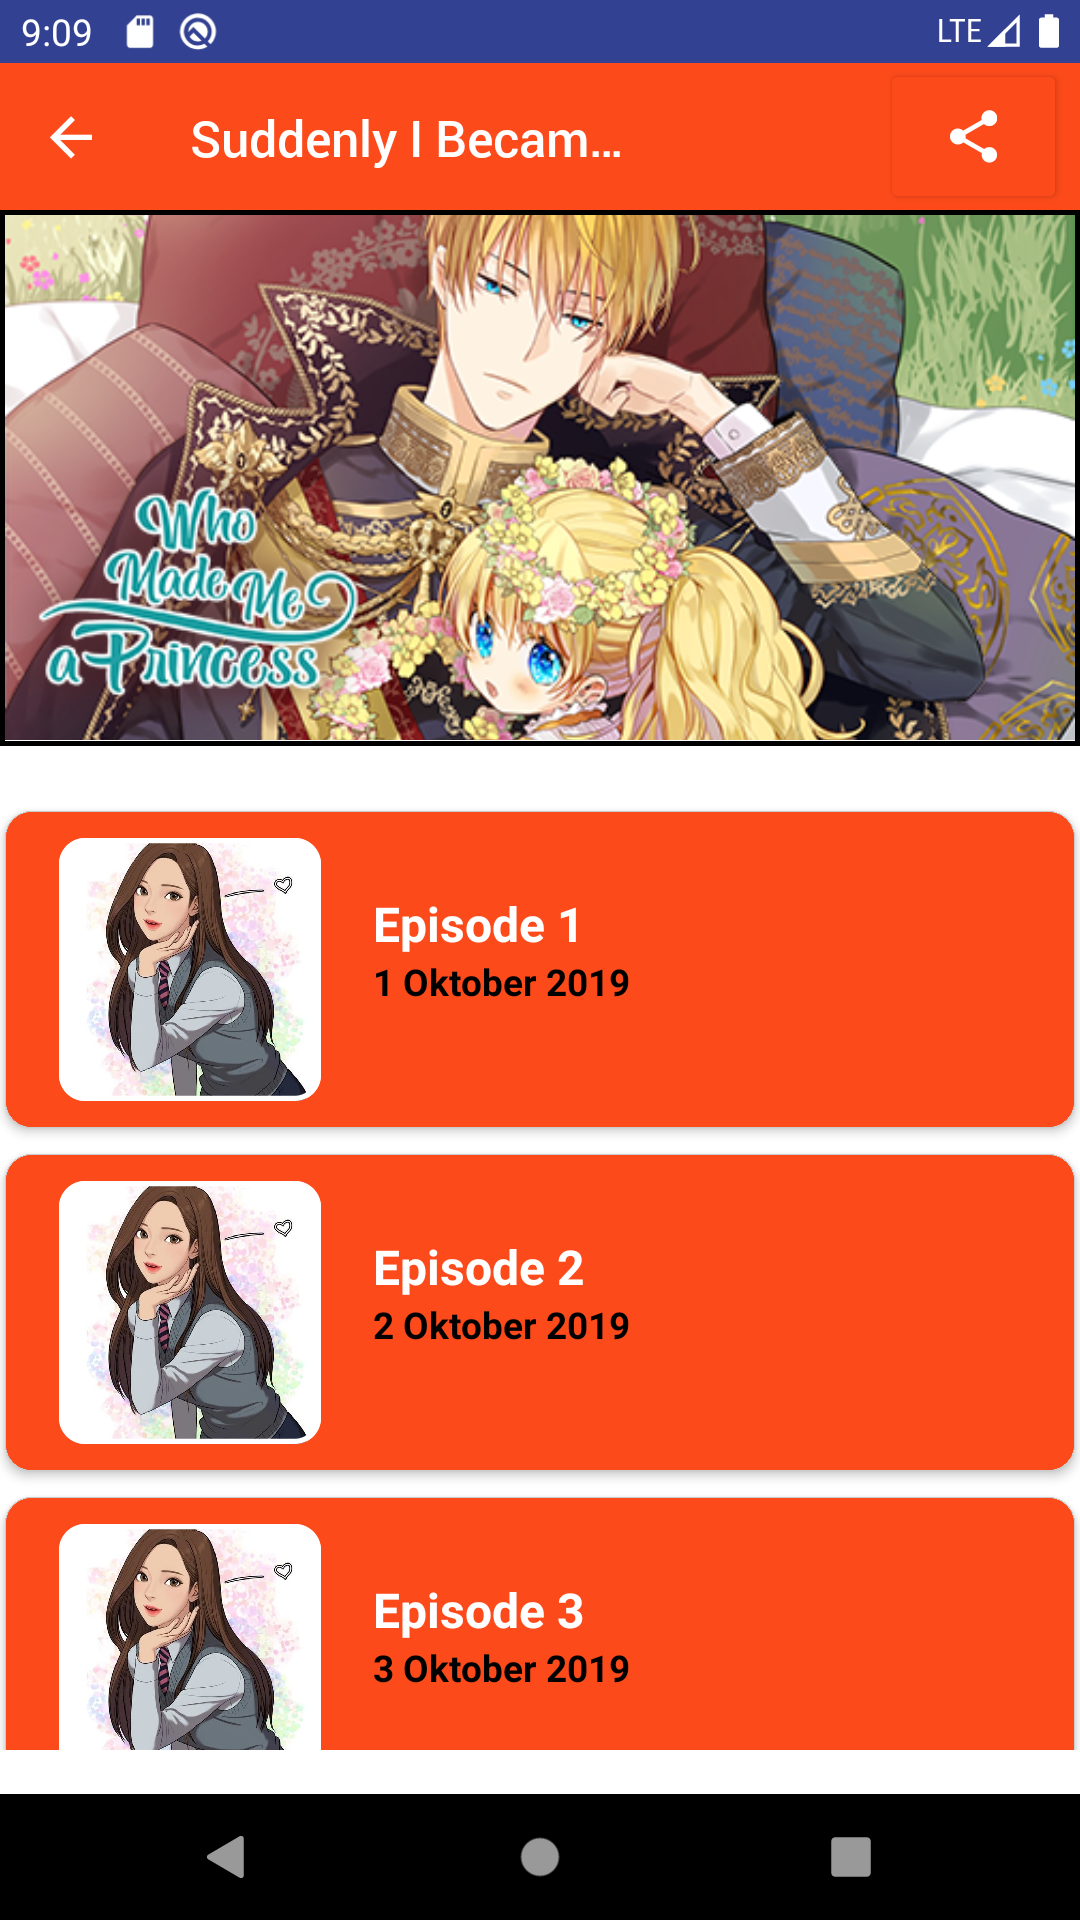 9:09
LTE
Suddenly I Becam...
Who
Made Me
a Princess
Episode 1
1 Oktober 2019
Episode 2
2 Oktober 2019
Episode 3
3 Oktober 2019